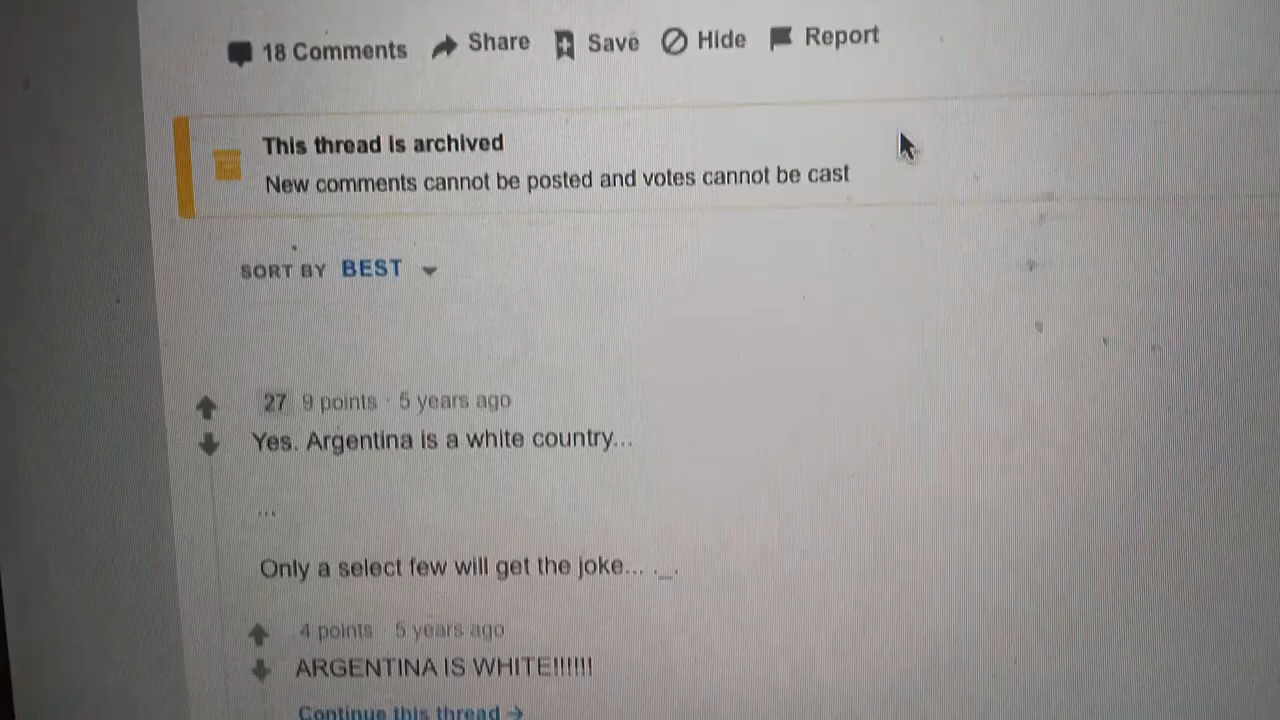 18 Comments Share Save Hide Report
This thread is archived
New comments cannot be posted and votes cannot be cast
SORT BY BEST
27 9 points · 5 years ago
Yes. Argentina is a white country...
...
Only a select few will get the joke... ._.
4 points · 5 years ago
ARGENTINA IS WHITE!!!!!!
Continue this thread →